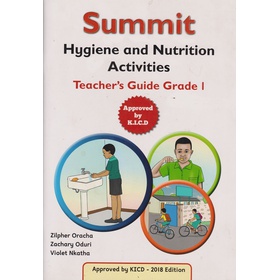 Summit
Hygiene and Nutrition
Activities
Teacher's Guide Grade 1
Approved
by
K.I.C.D
Zilpher Oracha
Zachary Oduri
Violet Nkatha
Approved by KICD - 2018 Edition